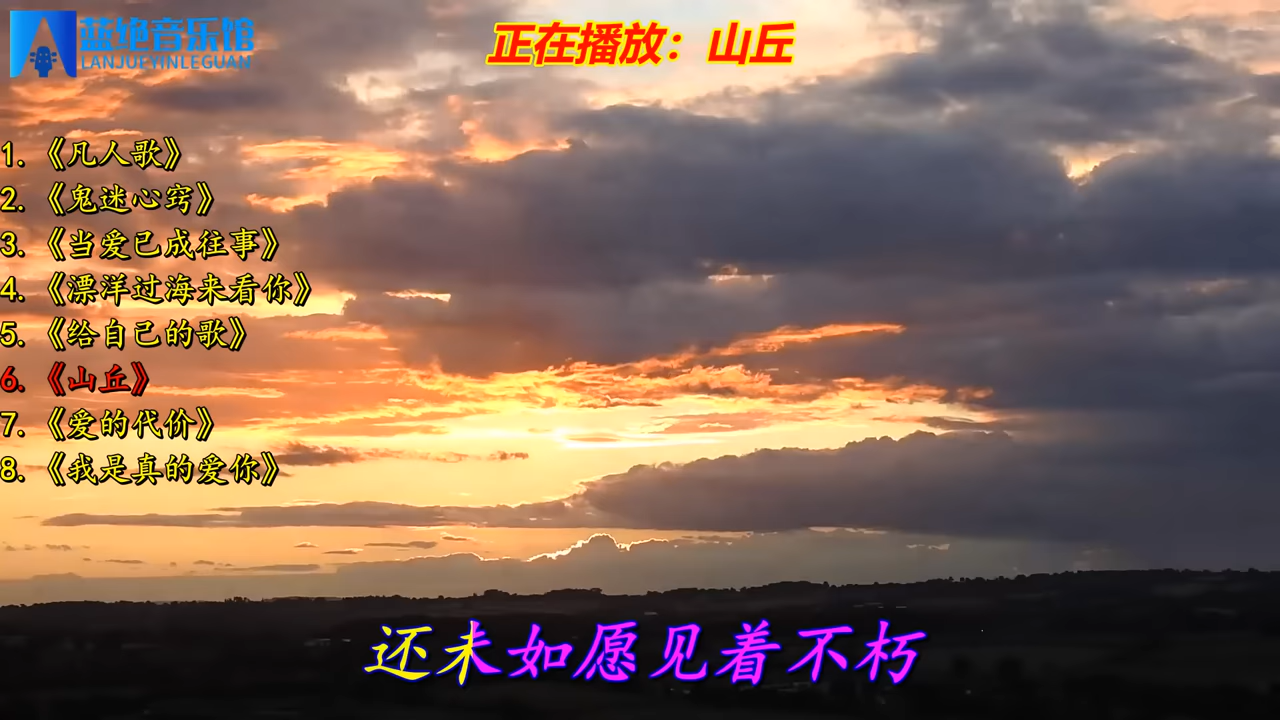 蓝绝音乐馆
LANJUEYINLEGUAN
正在播放：山丘
1.《凡人歌》
2.《鬼迷心窍》
3.《当爱已成往事》
4.《漂洋过海来看你》
5.《给自己的歌》
6.《山丘》
7.《爱的代价》
8.《我是真的爱你》
还未如愿见着不朽